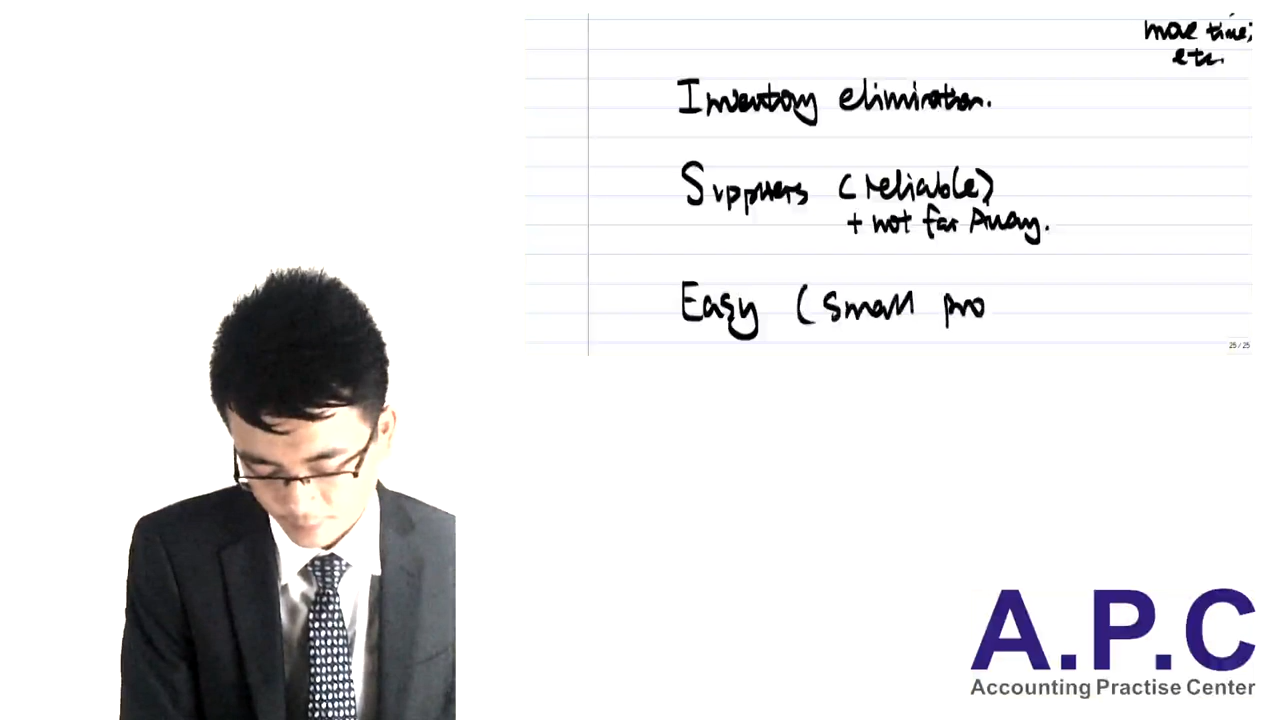 more time;
etc.
Inventory elimination.
Suppliers (reliable)
+ not far Away.
Easy (small pro
25 / 25
A.P.C
Accounting Practise Center